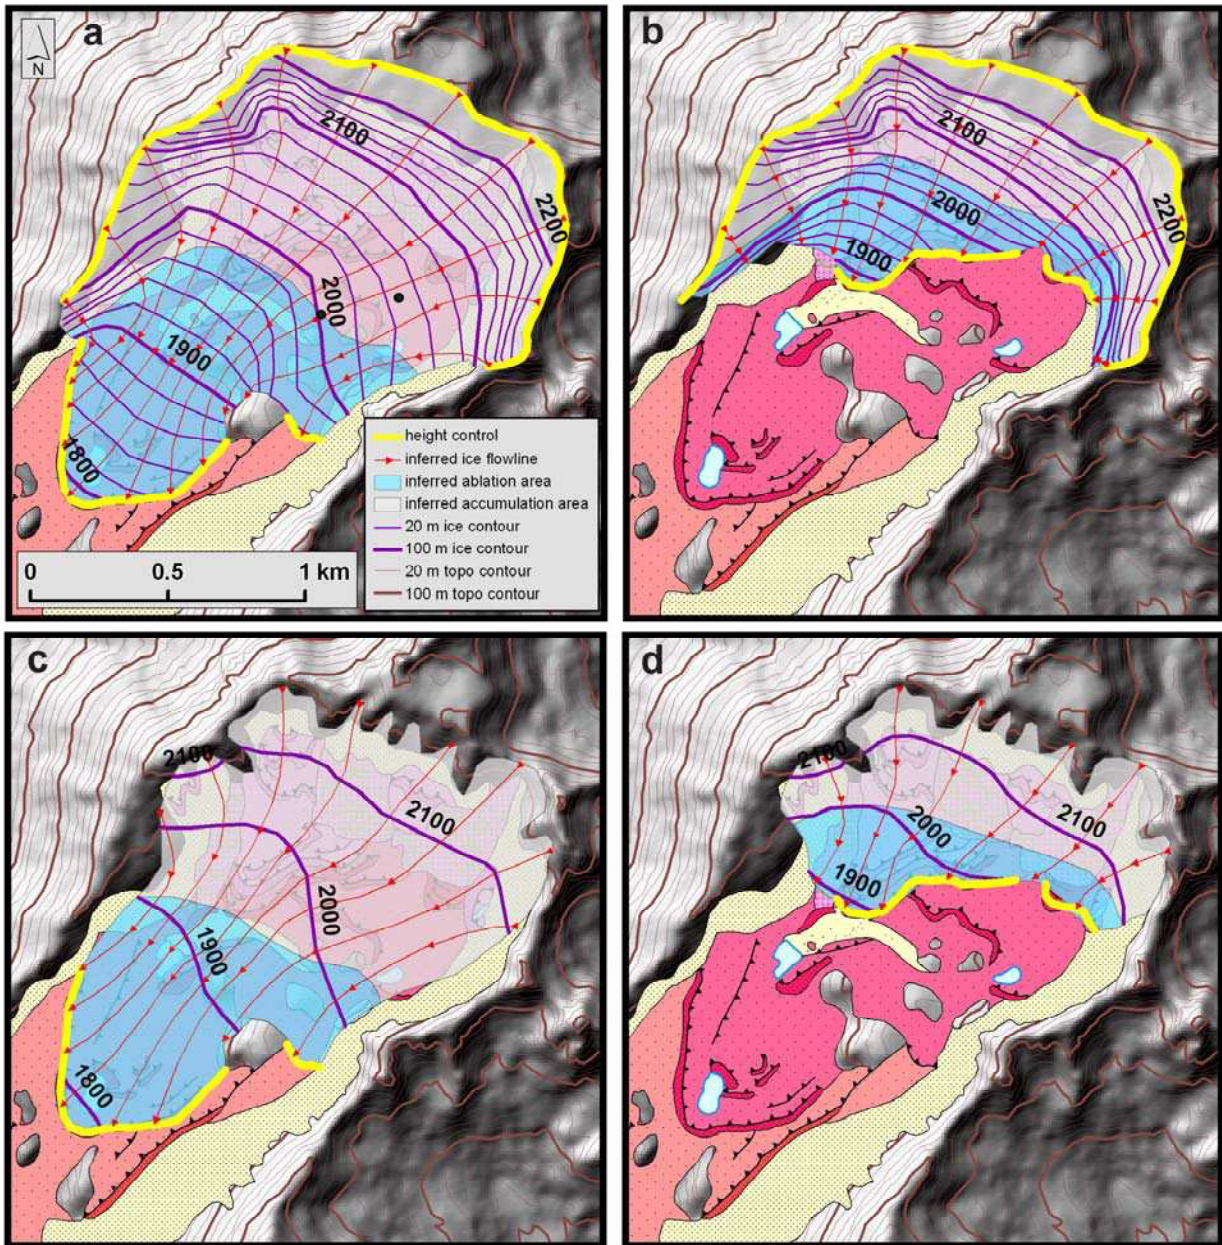 a
N
2100
2200
2000
1900
1800
height control
inferred ice flowline
inferred ablation area
inferred accumulation area
20 m ice contour
100 m ice contour
20 m topo contour
100 m topo contour
0 0.5 1 km
b
2100
2200
2000
1900
c
2100
2100
2000
1900
1800
d
2100
2100
2000
1900